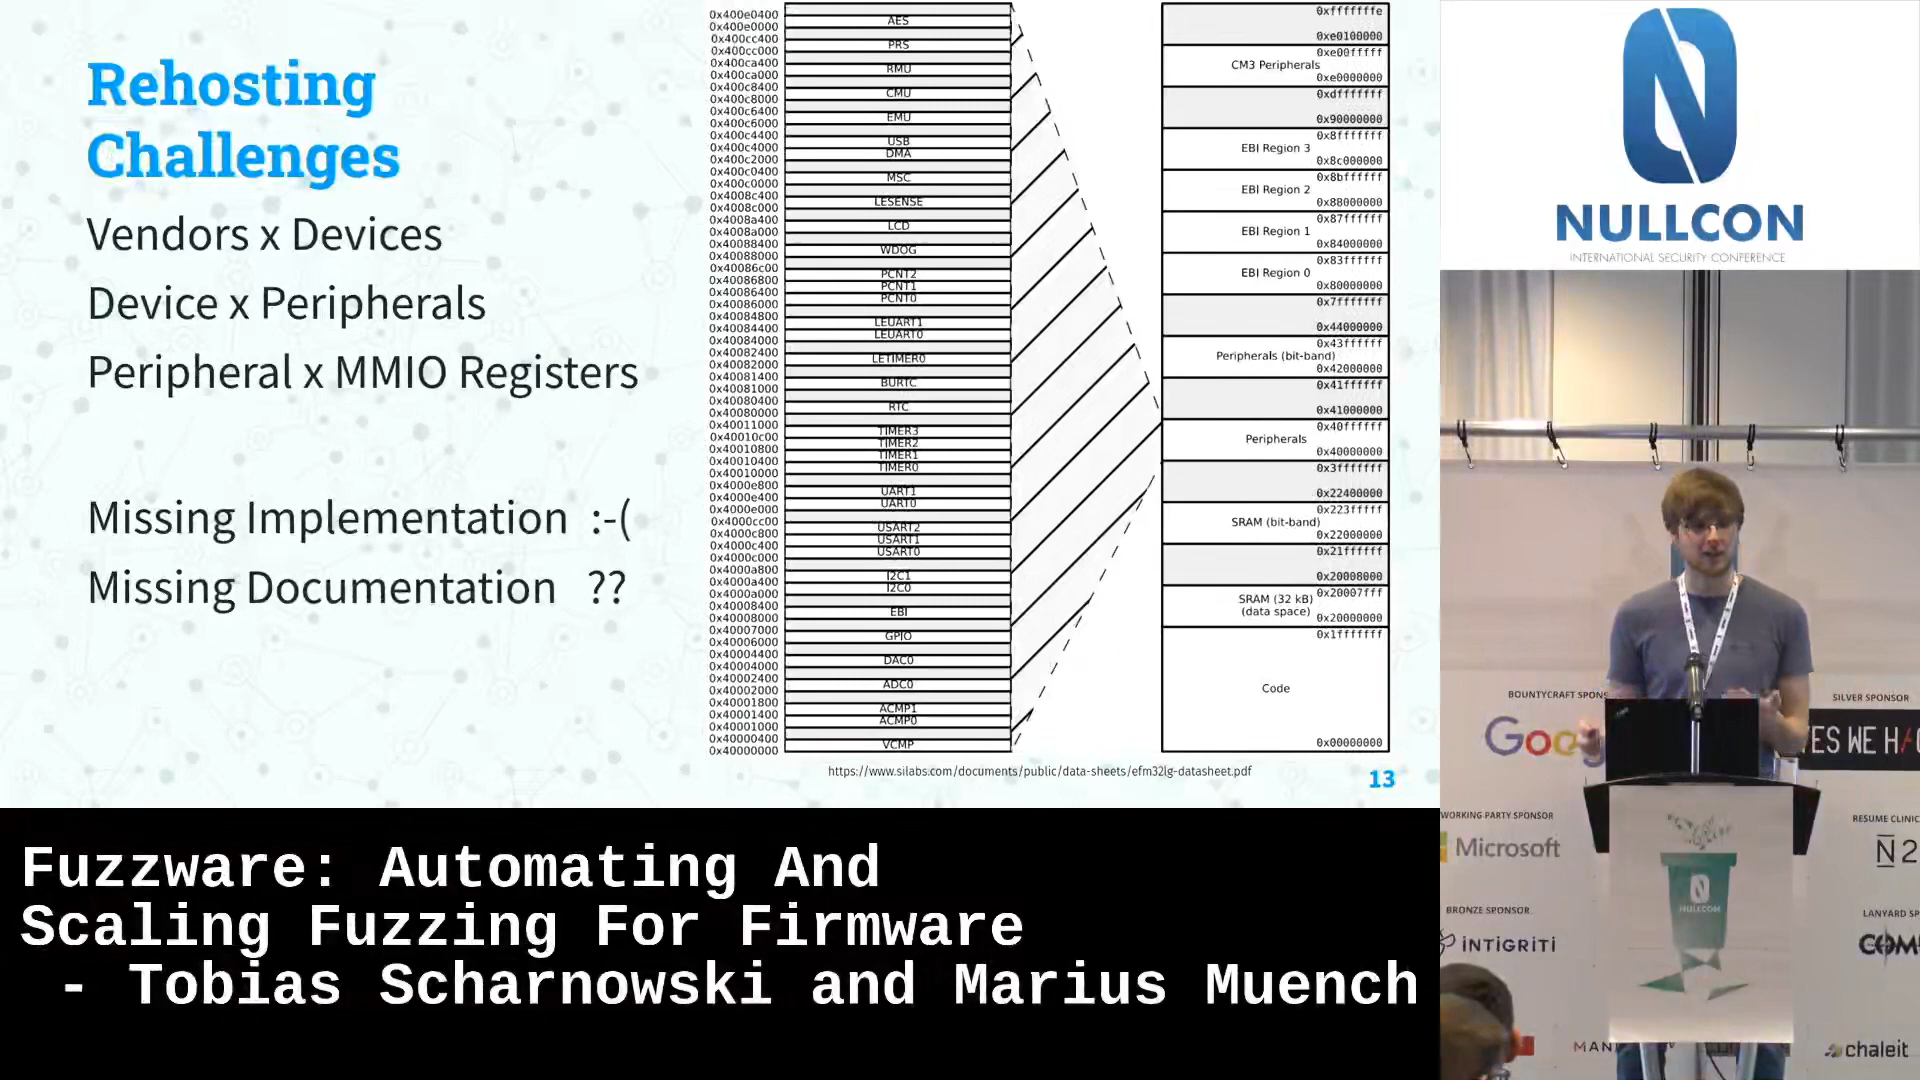 Rehosting
Challenges
Vendors x Devices
Device x Peripherals
Peripheral x MMIO Registers
Missing Implementation :-(
Missing Documentation ??
0x400e0400
AES
0x400e0000
0x400cc400
PRS
0x400cc000
0x400ca400
RMU
0x400ca000
0x400c8400
CMU
0x400c8000
0x400c6400
EMU
0x400c6000
0x400c4400
USB
0x400c4000
DMA
0x400c2000
0x400c0400
MSC
0x400c0000
0x4008c400
LESENSE
0x4008c000
0x4008a400
LCD
0x4008a000
0x40088400
WDOG
0x40088000
0x40086c00
PCNT2
0x40086800
PCNT1
0x40086400
PCNT0
0x40086000
0x40084800
LEUART1
0x40084400
LEUART0
0x40084000
0x40082400
LETIMER0
0x40082000
0x40081400
BURTC
0x40081000
0x40080400
RTC
0x40080000
0x40011000
TIMER3
0x40010c00
TIMER2
0x40010800
TIMER1
0x40010400
TIMER0
0x40010000
0x4000e800
UART1
0x4000e400
UART0
0x4000e000
0x4000cc00
USART2
0x4000c800
USART1
0x4000c400
USART0
0x4000c000
0x4000a800
I2C1
0x4000a400
I2C0
0x4000a000
0x40008400
EBI
0x40008000
0x40007000
GPIO
0x40006000
0x40004400
DAC0
0x40004000
0x40002400
ADC0
0x40002000
0x40001800
ACMP1
0x40001400
ACMP0
0x40001000
0x40000400
VCMP
0x40000000
0xfffffffe
0xe0100000
0xe00fffff
CM3 Peripherals
0xe0000000
0xdfffffff
0x90000000
0x8fffffff
EBI Region 3
0x8c000000
0x8bffffff
EBI Region 2
0x88000000
0x87ffffff
EBI Region 1
0x84000000
0x83ffffff
EBI Region 0
0x80000000
0x7fffffff
0x44000000
0x43ffffff
Peripherals (bit-band)
0x42000000
0x41ffffff
0x41000000
0x40ffffff
Peripherals
0x40000000
0x3fffffff
0x22400000
0x223fffff
SRAM (bit-band)
0x22000000
0x21ffffff
0x20008000
0x20007fff
SRAM (32 kB)
(data space)
0x20000000
0x1fffffff
Code
0x00000000
https://www.silabs.com/documents/public/data-sheets/efm32lg-datasheet.pdf
13
NULLCON
INTERNATIONAL SECURITY CONFERENCE
BOUNTYCRAFT SPONS
Goo
SILVER SPONSOR
YES WE HA
WORKING PARTY SPONSOR
Microsoft
RESUME CLINIC
N2
NULLCON
BRONZE SPONSOR
INTIGRITI
LANYARD SP
COM
MAN
chaleit
Fuzzware: Automating And
Scaling Fuzzing For Firmware
- Tobias Scharnowski and Marius Muench